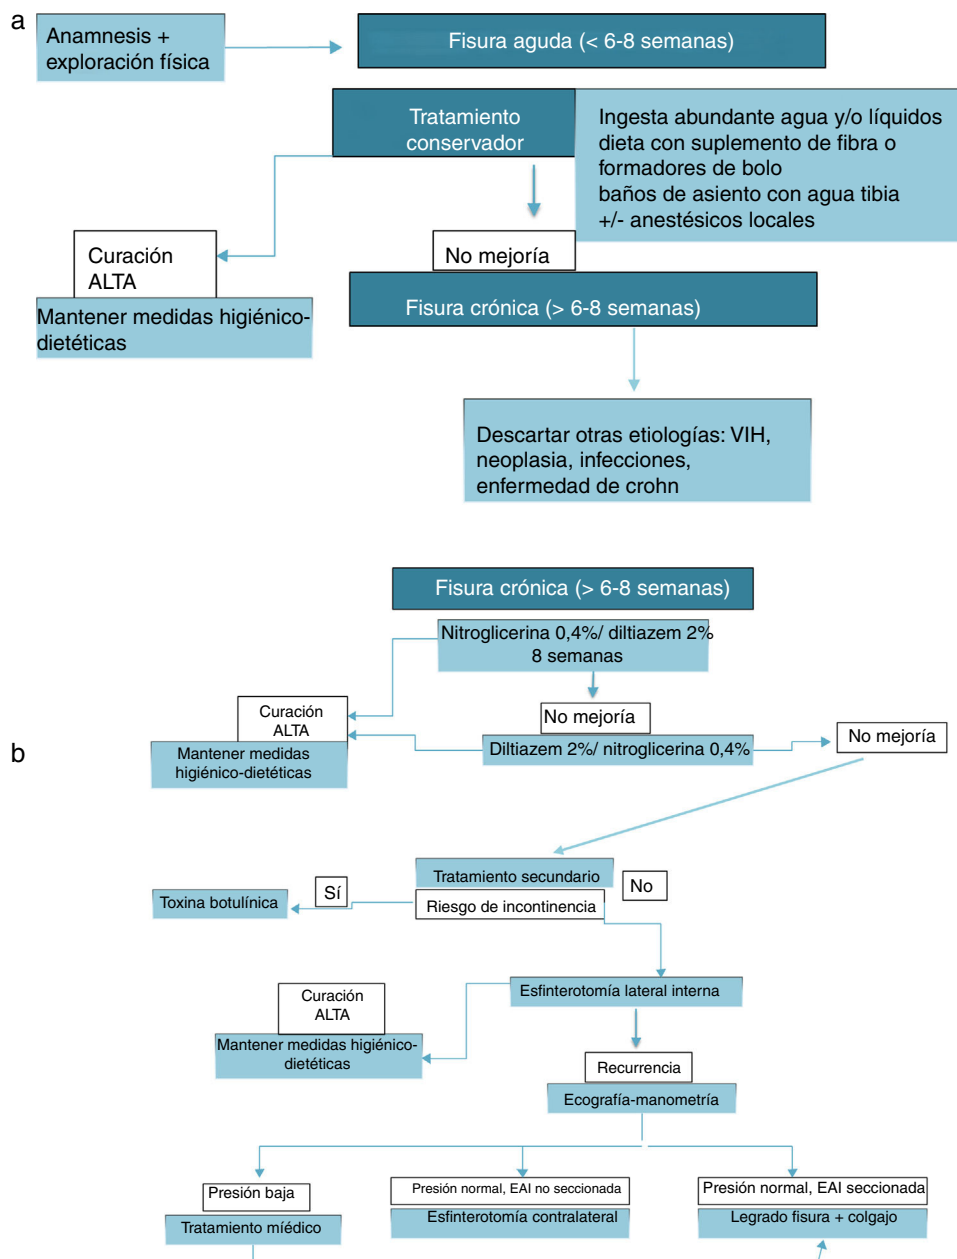 a
Anamnesis +
exploración física
Fisura aguda (< 6-8 semanas)
Tratamiento
conservador
Ingesta abundante agua y/o líquidos
dieta con suplemento de fibra o
formadores de bolo
baños de asiento con agua tibia
+/- anestésicos locales
Curación
ALTA
Mantener medidas higiénico-
dietéticas
No mejoría
Fisura crónica (> 6-8 semanas)
Descartar otras etiologías: VIH,
neoplasia, infecciones,
enfermedad de crohn
b
Fisura crónica (> 6-8 semanas)
Nitroglicerina 0,4%/ diltiazem 2%
8 semanas
Curación
ALTA
Mantener medidas
higiénico-dietéticas
No mejoría
Diltiazem 2%/ nitroglicerina 0,4%
No mejoría
Tratamiento secundario
Riesgo de incontinencia
Sí
No
Toxina botulínica
Esfinterotomía lateral interna
Curación
ALTA
Mantener medidas higiénico-
dietéticas
Recurrencia
Ecografía-manometría
Presión baja
Tratamiento míédico
Presión normal, EAI no seccionada
Esfinterotomía contralateral
Presión normal, EAI seccionada
Legrado fisura + colgajo